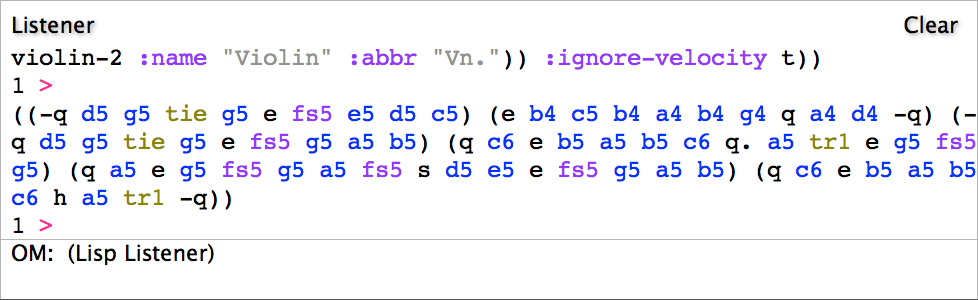 Listener Clear
violin-2 :name "Violin" :abbr "Vn.")) :ignore-velocity t))
1 >
((-q d5 g5 tie g5 e fs5 e5 d5 c5) (e b4 c5 b4 a4 b4 g4 q a4 d4 -q) (-
q d5 g5 tie g5 e fs5 g5 a5 b5) (q c6 e b5 a5 b5 c6 q. a5 tr1 e g5 fs5
g5) (q a5 e g5 fs5 g5 a5 fs5 s d5 e5 e fs5 g5 a5 b5) (q c6 e b5 a5 b5
c6 h a5 tr1 -q))
1 >
OM: (Lisp Listener)